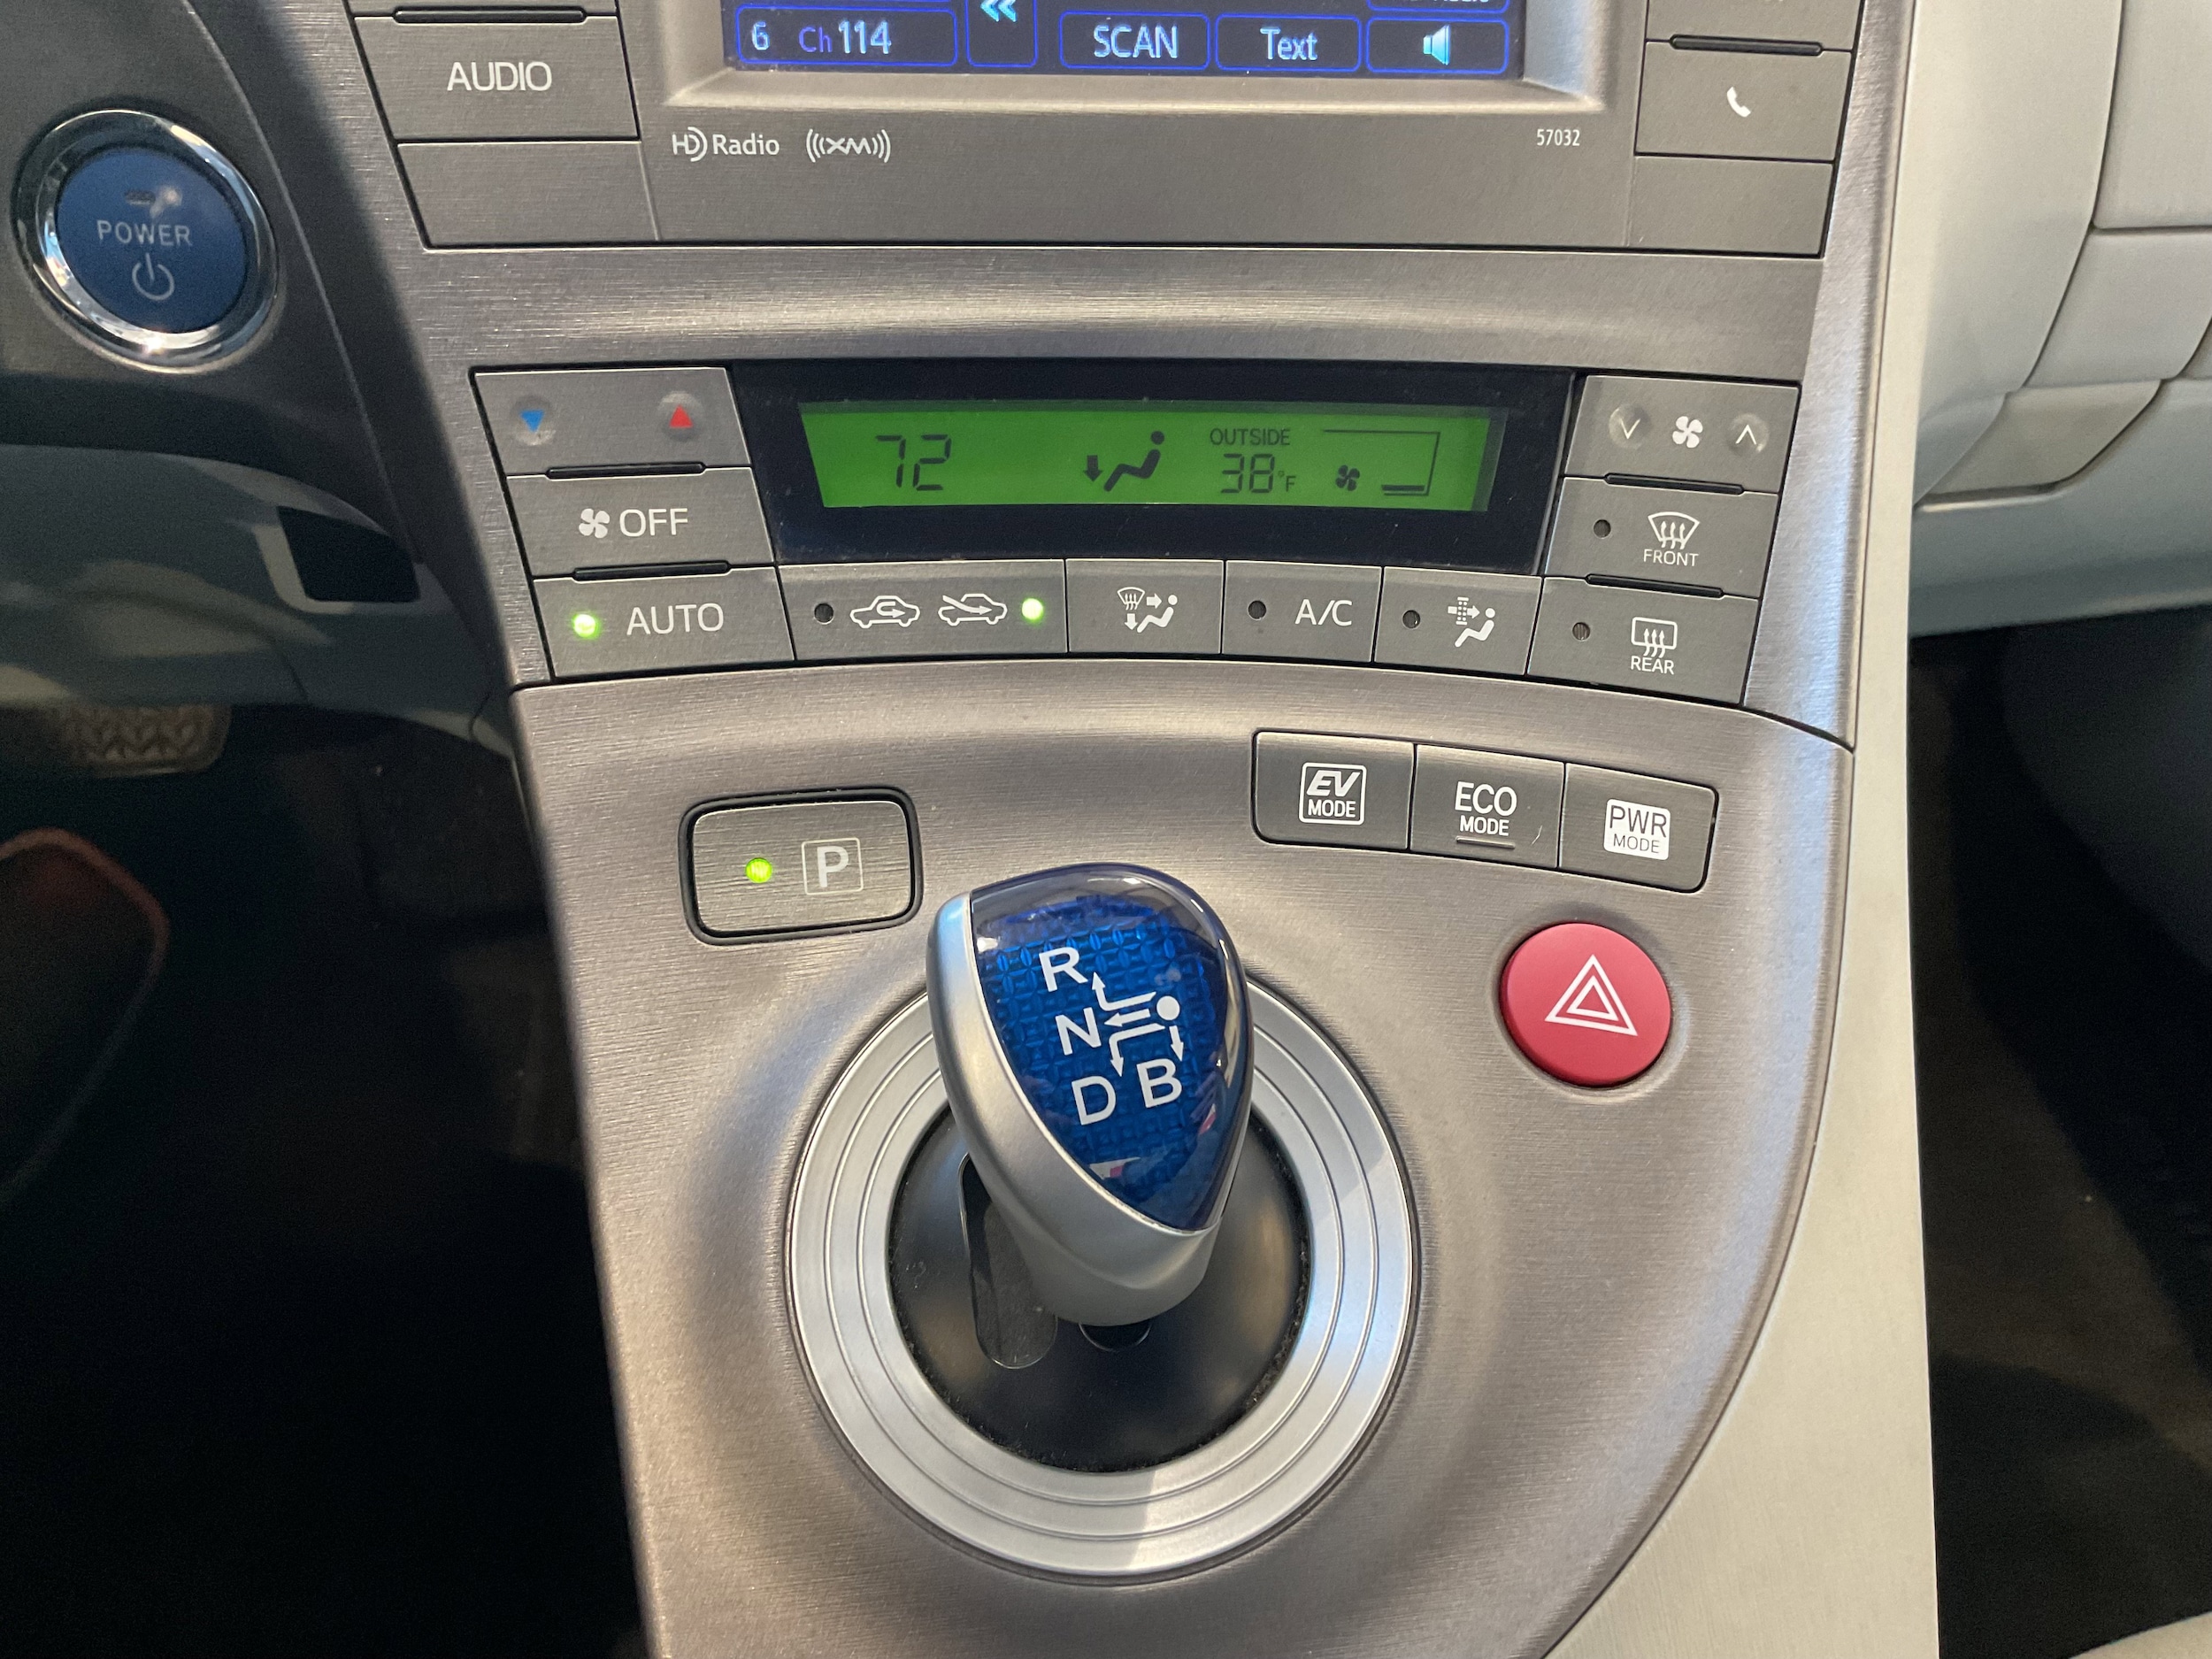 6 Ch 114
SCAN
Text
AUDIO
HD Radio
((XM))
57032
POWER
72
OUTSIDE
38°F
OFF
FRONT
AUTO
A/C
REAR
EV
MODE
ECO
MODE
PWR
MODE
P
R
N
D
B